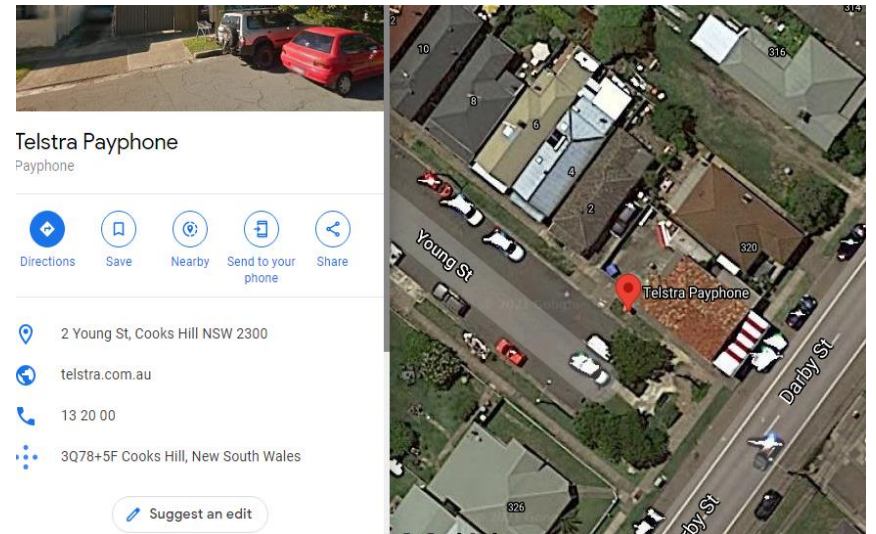 Telstra Payphone
Payphone
Directions
Save
Nearby
Send to your
phone
Share
2 Young St, Cooks Hill NSW 2300
telstra.com.au
13 20 00
3Q78+5F Cooks Hill, New South Wales
Suggest an edit
314
2
316
10
8
6
4
2
320
Young St
Telstra Payphone
Darby St
326
rby St